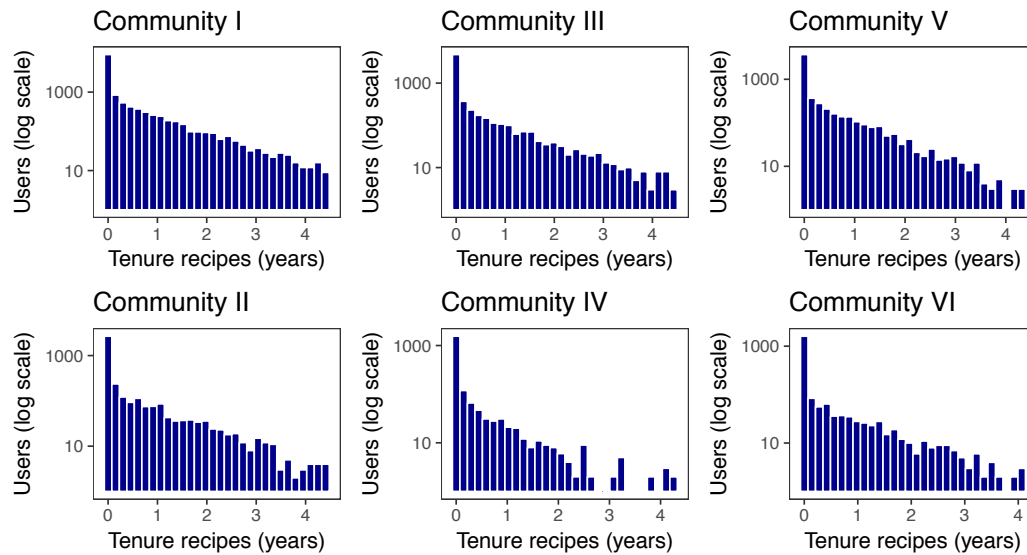 Community I
Users (log scale)
1000
10
0 1 2 3 4
Tenure recipes (years)
Community III
Users (log scale)
1000
10
0 1 2 3 4
Tenure recipes (years)
Community V
Users (log scale)
1000
10
0 1 2 3 4
Tenure recipes (years)
Community II
Users (log scale)
1000
10
0 1 2 3 4
Tenure recipes (years)
Community IV
Users (log scale)
1000
10
0 1 2 3 4
Tenure recipes (years)
Community VI
Users (log scale)
1000
10
0 1 2 3 4
Tenure recipes (years)